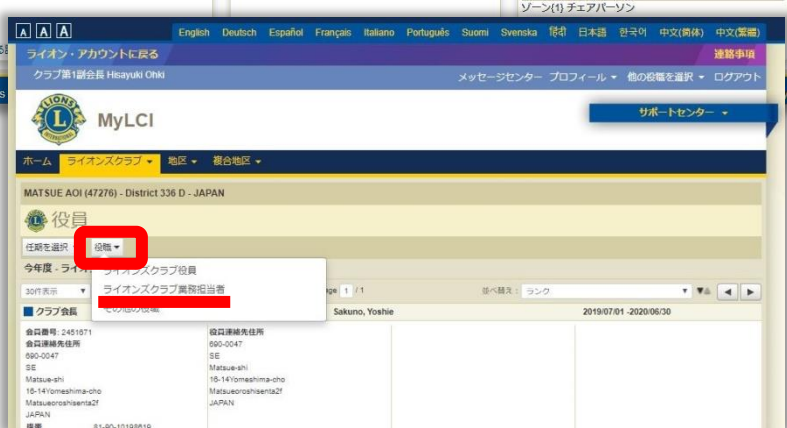 ゾーン{1} チェアパーソン
A A A
English Deutsch Español Français Italiano Português Suomi Svenska हिंदी 日本語 한국어 中文(简体) 中文(繁體)
ライオン・アカウントに戻る 連絡事項
クラブ第1副会長 Hisayuki Ohki メッセージセンター プロフィール 他の役職を選択 ログアウト
LIONS
L
INTERNATIONAL
MyLCI
サポートセンター
ホーム ライオンズクラブ 地区 複合地区
MATSUE AOI (47276) - District 336 D - JAPAN
役員
任期を選択 役職
今年度 - ライオン
ライオンズクラブ役員
ライオンズクラブ業務担当者
その他の役職
30件表示 1 / 1 並べ替え: ランク
クラブ会長 Sakuno, Yoshie 2019/07/01 -2020/06/30
会員番号: 2451671
会員連絡先住所
690-0047
SE
Matsue-shi
16-14Yomeshima-cho
Matsueoroshisenta2f
JAPAN
役員連絡先住所
690-0047
SE
Matsue-shi
16-14Yomeshima-cho
Matsueoroshisenta2f
JAPAN